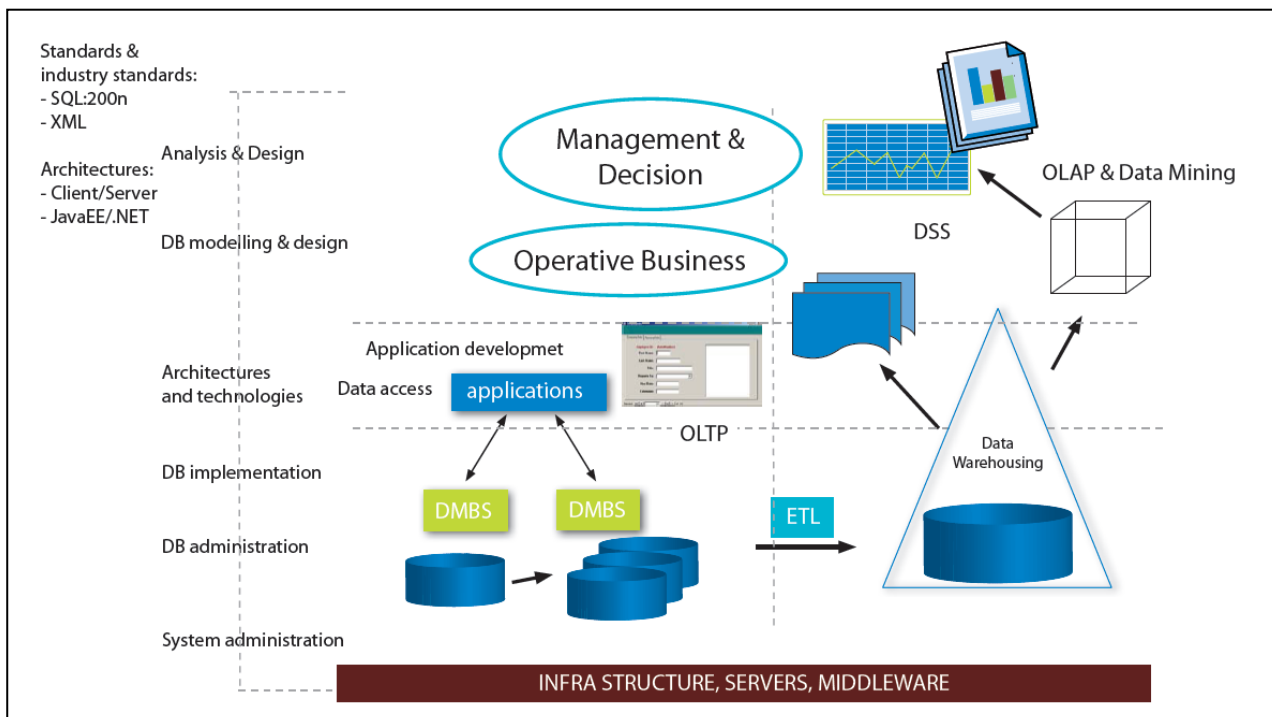 Standards &
industry standards:
- SQL:200n
- XML
Analysis & Design
Architectures:
- Client/Server
- JavaEE/.NET
DB modelling & design
Architectures
and technologies
DB implementation
DB administration
System administration
Management &
Decision
Operative Business
Application developmet
Data access
applications
OLTP
DMBS
DMBS
ETL
OLAP & Data Mining
DSS
Data
Warehousing
INFRA STRUCTURE, SERVERS, MIDDLEWARE